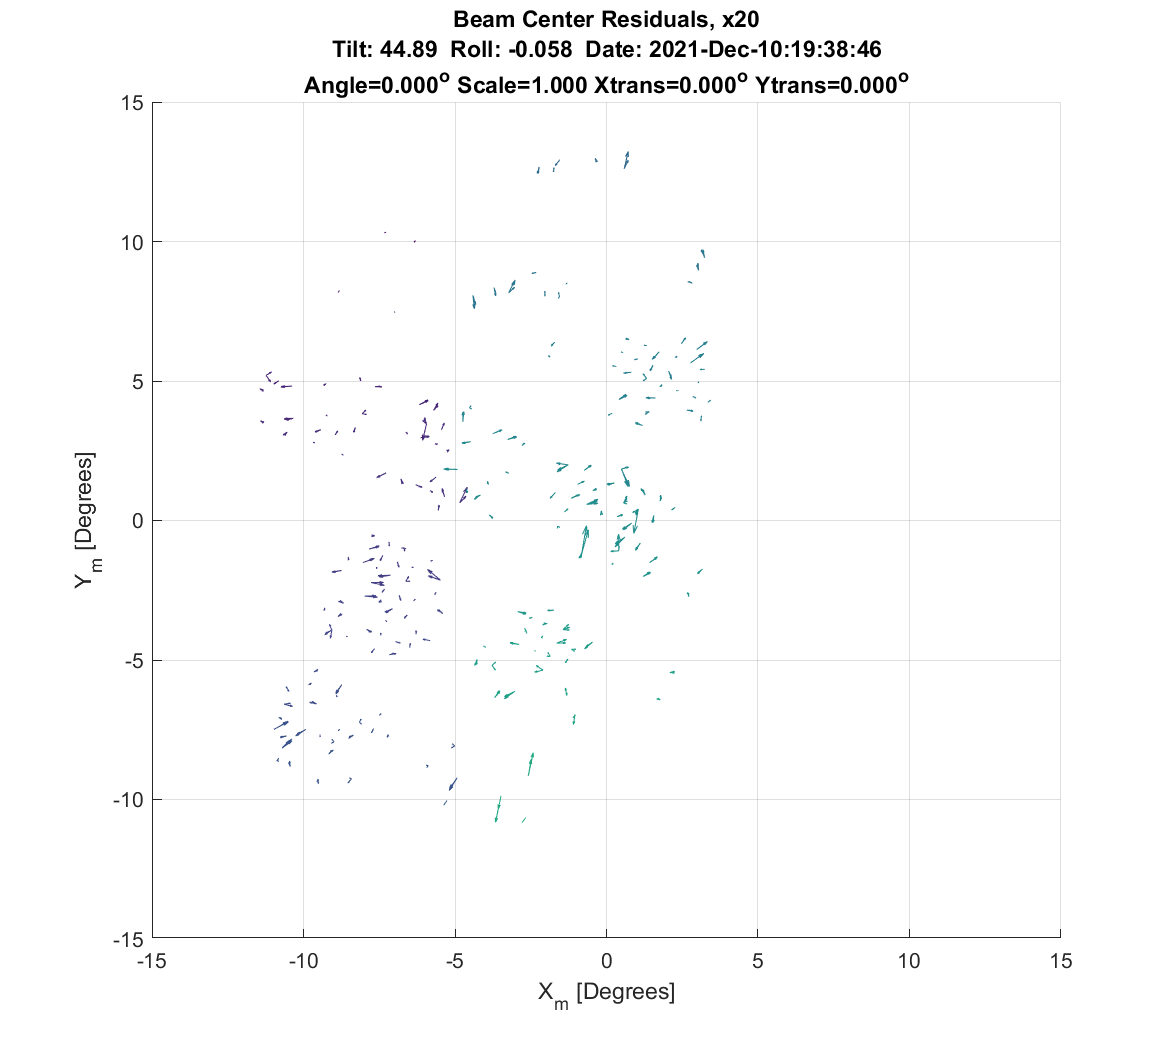 Beam Center Residuals, x20
Tilt: 44.89 Roll: -0.058 Date: 2021-Dec-10:19:38:46
Angle=0.000° Scale=1.000 Xtrans=0.000° Ytrans=0.000°
15
10
5
0
-5
-10
-15
Y_m [Degrees]
-15 -10 -5 0 5 10 15
X_m [Degrees]